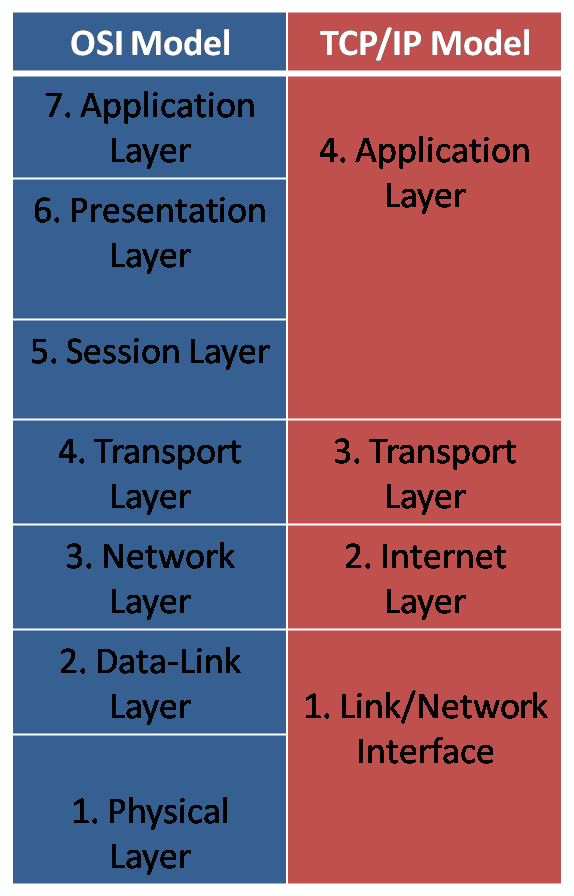 OSI Model
TCP/IP Model
7. Application
Layer
4. Application
Layer
6. Presentation
Layer
5. Session Layer
4. Transport
Layer
3. Transport
Layer
3. Network
Layer
2. Internet
Layer
2. Data-Link
Layer
1. Link/Network
Interface
1. Physical
Layer